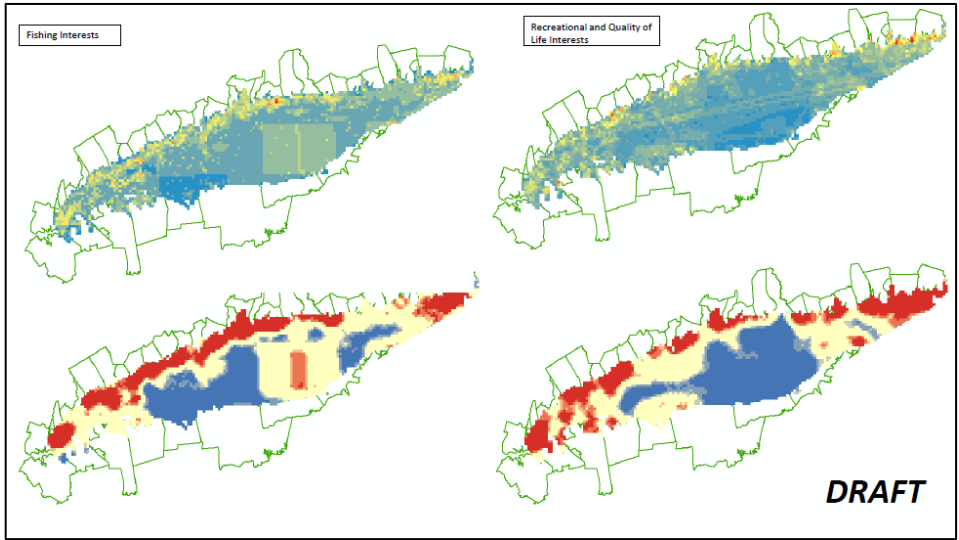 Fishing Interests
Recreational and Quality of
Life Interests
DRAFT